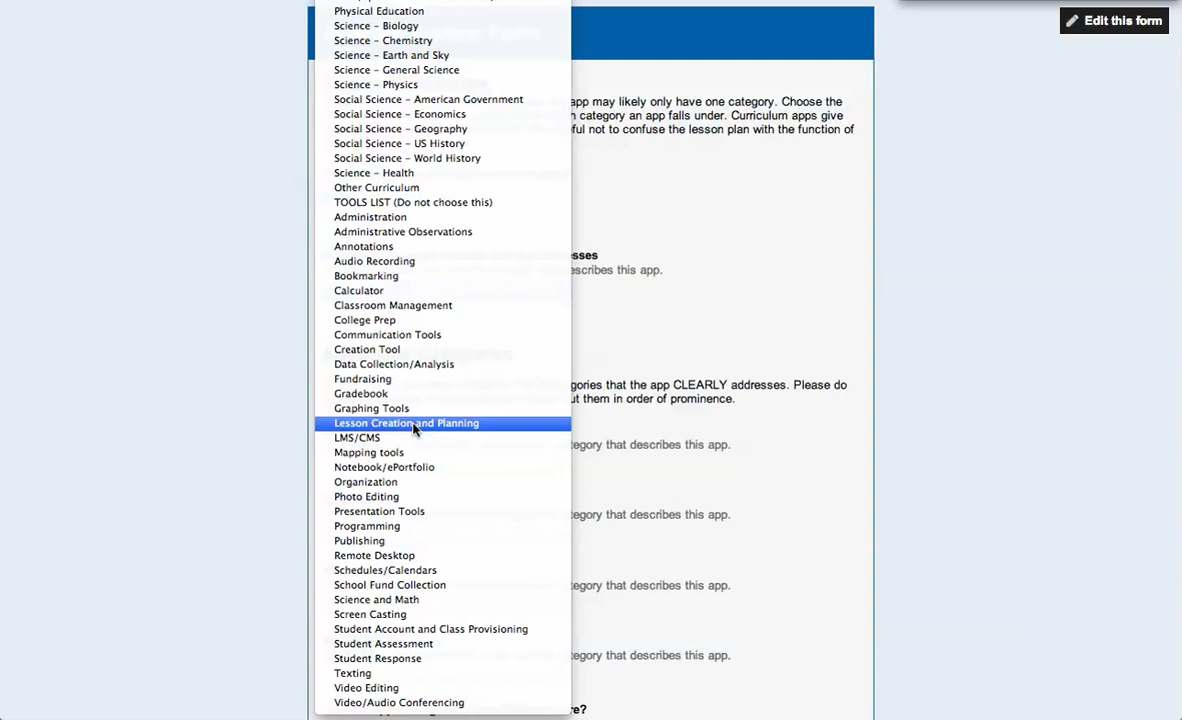 Edit this form
Physical Education
Science – Biology
Science – Chemistry
Science – Earth and Sky
Science – General Science
Science – Physics
Social Science – American Government
app may likely only have one category. Choose the
Social Science – Economics
category an app falls under. Curriculum apps give
Social Science – Geography
not to confuse the lesson plan with the function of
Social Science – US History
Social Science – World History
Science – Health
Other Curriculum
TOOLS LIST (Do not choose this)
Administration
Administrative Observations
Annotations
Audio Recording
this app.
Bookmarking
Calculator
Classroom Management
College Prep
Communication Tools
Creation Tool
Data Collection/Analysis
Fundraising
that the app CLEARLY addresses. Please do
Gradebook
them in order of prominence.
Graphing Tools
Lesson Creation and Planning
LMS/CMS
that describes this app.
Mapping tools
Notebook/ePortfolio
Organization
Photo Editing
Presentation Tools
that describes this app.
Programming
Publishing
Remote Desktop
Schedules/Calendars
School Fund Collection
that describes this app.
Science and Math
Screen Casting
Student Account and Class Provisioning
Student Assessment
Student Response
that describes this app.
Texting
Video Editing
Video/Audio Conferencing